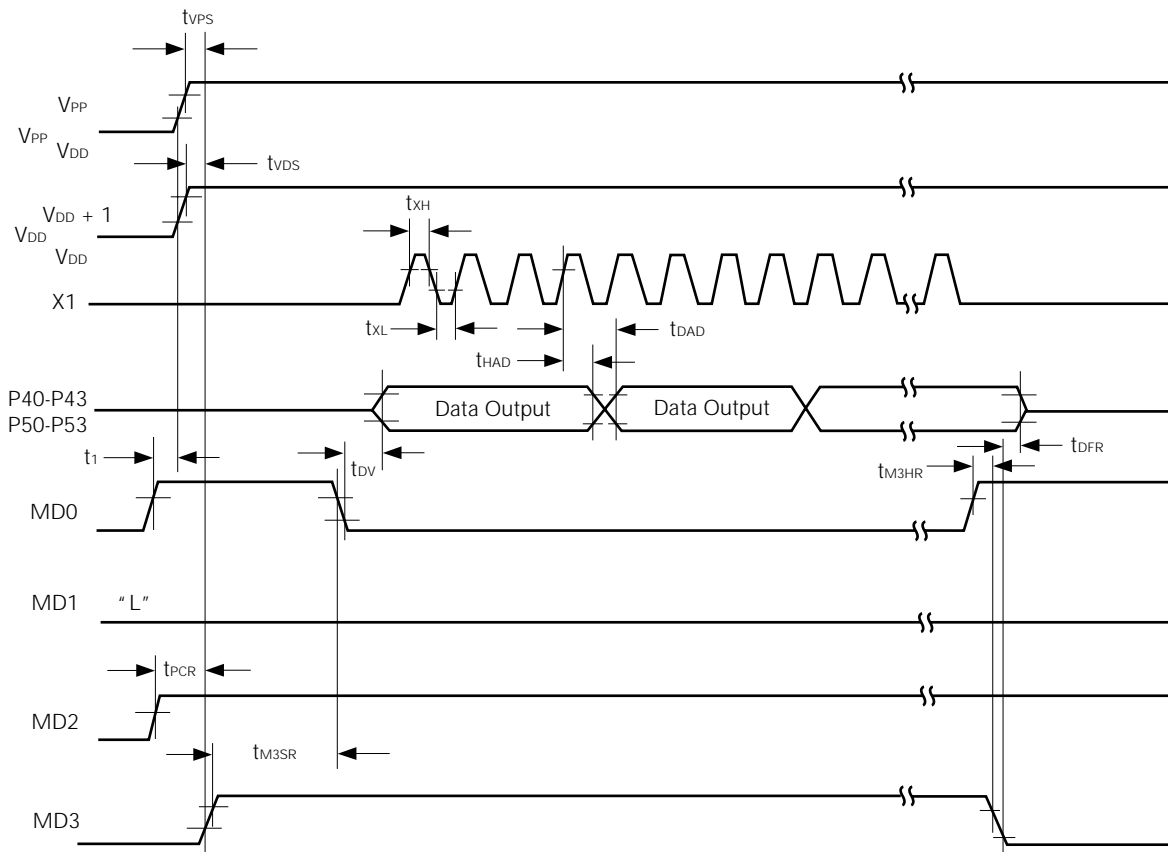 tVPS
VPP
VPP
VDD
tVDS
VDD + 1
VDD
VDD
tXH
X1
tXL
tDAD
tHAD
P40-P43
P50-P53
Data Output
Data Output
t1
tDV
tDFR
tM3HR
MD0
MD1 "L"
tPCR
MD2
tM3SR
MD3